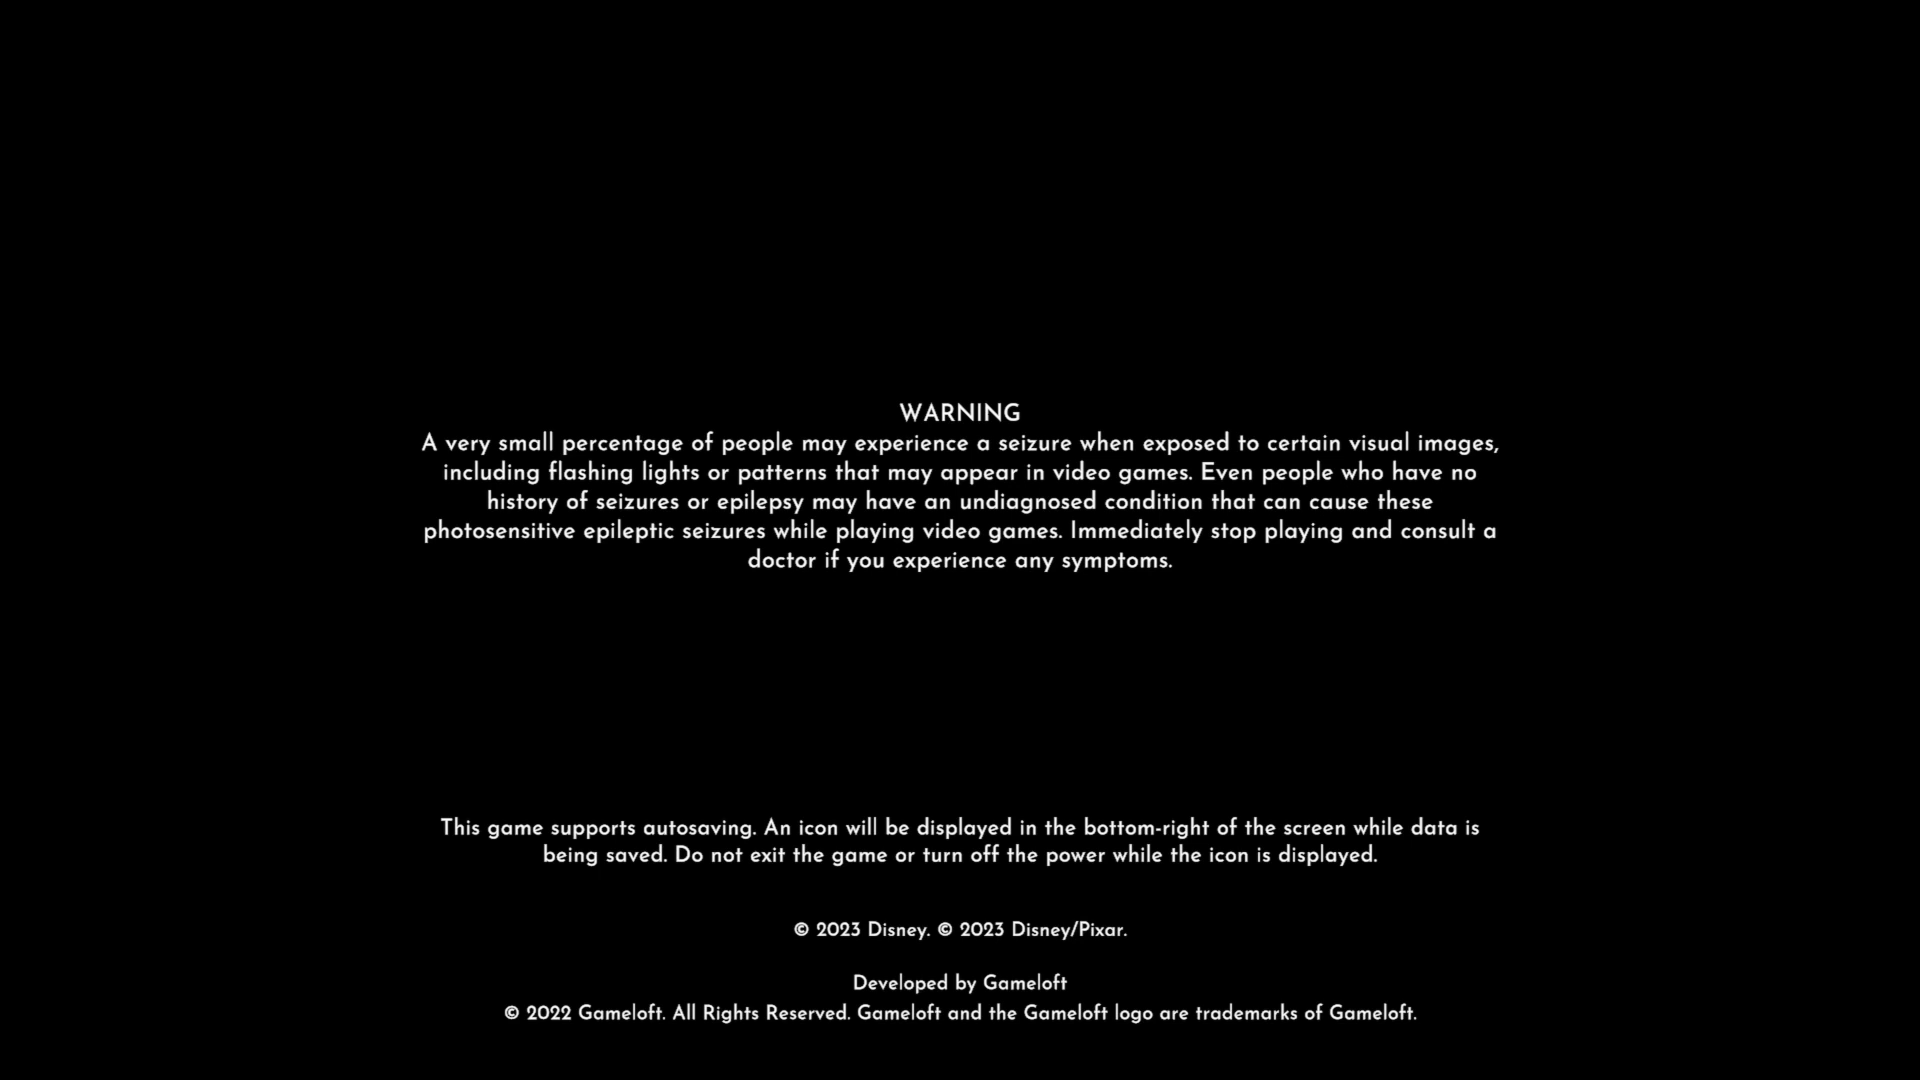 WARNING
A very small percentage of people may experience a seizure when exposed to certain visual images,
including flashing lights or patterns that may appear in video games. Even people who have no
history of seizures or epilepsy may have an undiagnosed condition that can cause these
photosensitive epileptic seizures while playing video games. Immediately stop playing and consult a
doctor if you experience any symptoms.
This game supports autosaving. An icon will be displayed in the bottom-right of the screen while data is
being saved. Do not exit the game or turn off the power while the icon is displayed.
© 2023 Disney. © 2023 Disney/Pixar.
Developed by Gameloft
© 2022 Gameloft. All Rights Reserved. Gameloft and the Gameloft logo are trademarks of Gameloft.